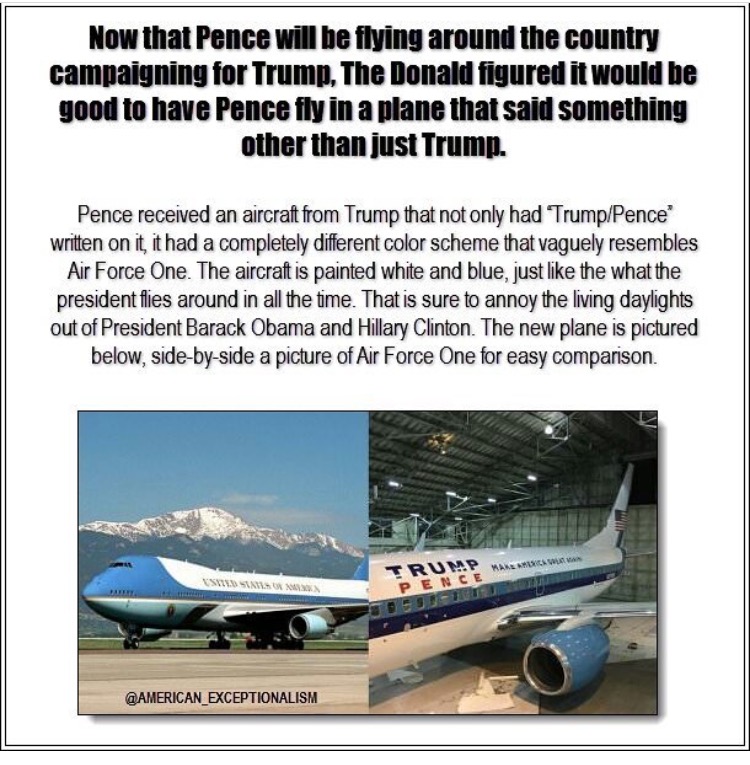 Now that Pence will be flying around the country
campaigning for Trump, The Donald figured it would be
good to have Pence fly in a plane that said something
other than just Trump.
Pence received an aircraft from Trump that not only had "Trump/Pence"
written on it, it had a completely different color scheme that vaguely resembles
Air Force One. The aircraft is painted white and blue, just like the what the
president flies around in all the time. That is sure to annoy the living daylights
out of President Barack Obama and Hillary Clinton. The new plane is pictured
below, side-by-side a picture of Air Force One for easy comparison.
UNITED STATES OF AMERICA
TRUMP MAKE AMERICA GREAT AGAIN
PENCE
@AMERICAN_EXCEPTIONALISM